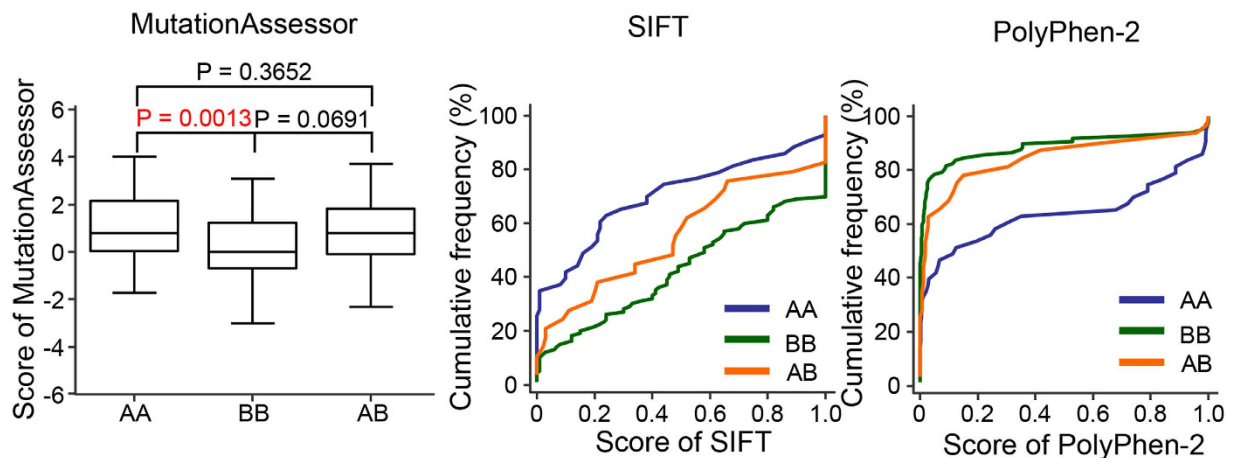 MutationAssessor
P = 0.3652
P = 0.0013
P = 0.0691
Score of MutationAssessor
6
4
2
0
-2
-4
-6
AA
BB
AB
SIFT
Cumulative frequency (%)
100
80
60
40
20
0
0
0.2
0.4
0.6
0.8
1.0
Score of SIFT
AA
BB
AB
PolyPhen-2
Cumulative frequency (%)
100
80
60
40
20
0
0
0.2
0.4
0.6
0.8
1.0
Score of PolyPhen-2
AA
BB
AB